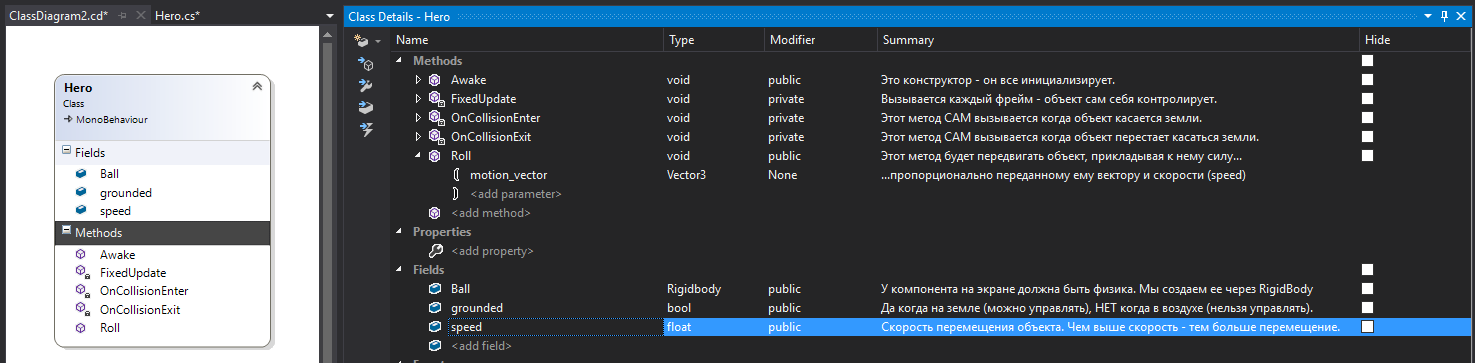 ClassDiagram2.cd*
Hero.cs*
Hero
Class
MonoBehaviour
Fields
Ball
grounded
speed
Methods
Awake
FixedUpdate
OnCollisionEnter
OnCollisionExit
Roll
Class Details - Hero
Name Type Modifier Summary Hide
Methods
Awake void public Это конструктор - он все инициализирует.
FixedUpdate void private Вызывается каждый фрейм - объект сам себя контролирует.
OnCollisionEnter void private Этот метод САМ вызывается когда объект касается земли.
OnCollisionExit void private Этот метод САМ вызывается когда объект перестает касаться земли.
Roll void public Этот метод будет передвигать объект, прикладывая к нему силу...
motion_vector Vector3 None ...пропорционально переданному ему вектору и скорости (speed)
<add parameter>
<add method>
Properties
<add property>
Fields
Ball Rigidbody public У компонента на экране должна быть физика. Мы создаем ее через RigidBody
grounded bool public Да когда на земле (можно управлять), НЕТ когда в воздухе (нельзя управлять).
speed float public Скорость перемещения объекта. Чем выше скорость - тем больше перемещение.
<add field>